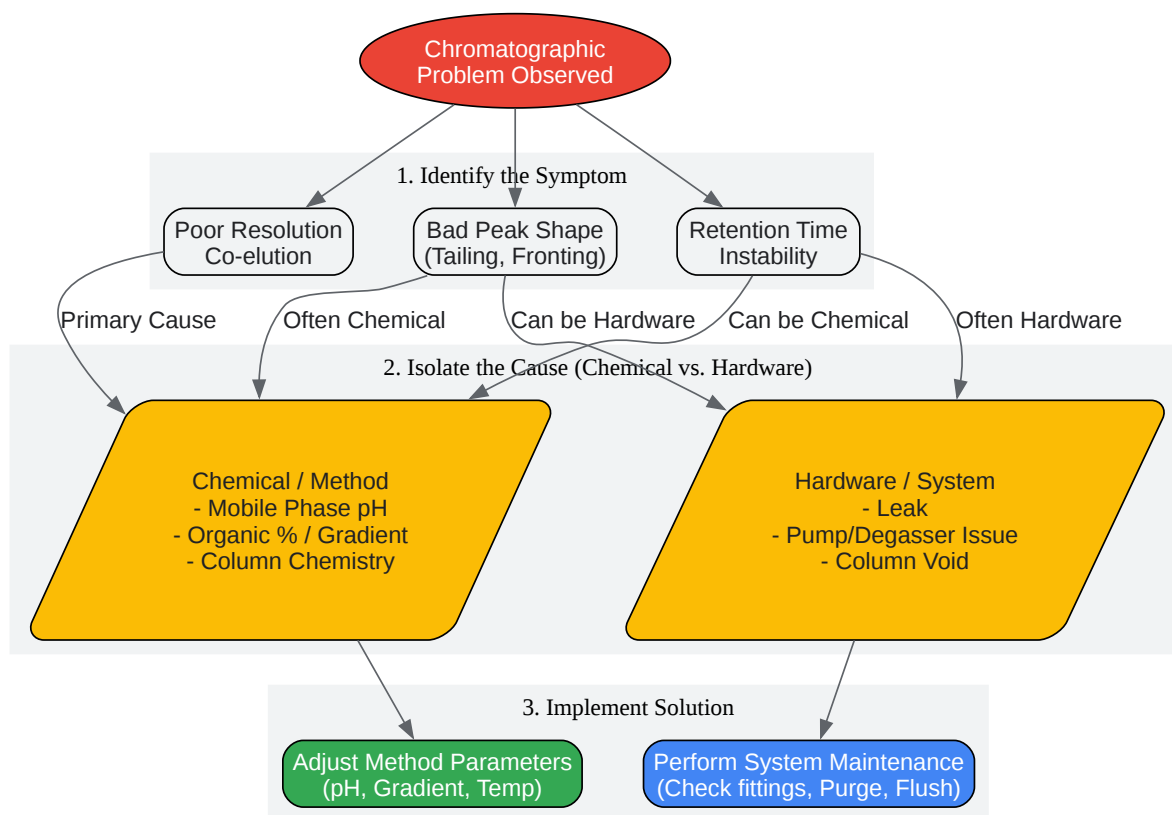 Chromatographic
Problem Observed
1. Identify the Symptom
Poor Resolution
Co-elution
Bad Peak Shape
(Tailing, Fronting)
Retention Time
Instability
Primary Cause
Often Chemical
Can be Hardware
Can be Chemical
Often Hardware
2. Isolate the Cause (Chemical vs. Hardware)
Chemical / Method
- Mobile Phase pH
- Organic % / Gradient
- Column Chemistry
Hardware / System
- Leak
- Pump/Degasser Issue
- Column Void
3. Implement Solution
Adjust Method Parameters
(pH, Gradient, Temp)
Perform System Maintenance
(Check fittings, Purge, Flush)